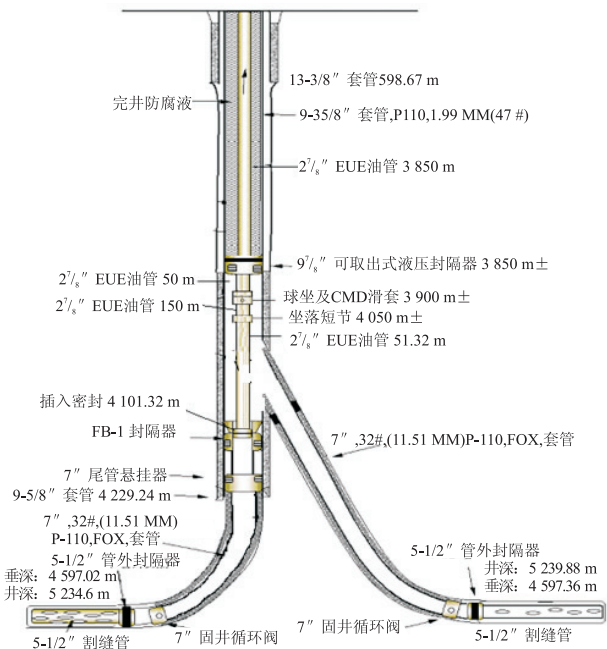 13-3/8″ 套管598.67 m
完井防腐液
9-35/8″ 套管,P110,1.99 MM(47 #)
2⁷/₈″ EUE油管 3 850 m
9⁷/₈″ 可取出式液压封隔器 3 850 m±
2⁷/₈″ EUE油管 50 m
球坐及CMD滑套 3 900 m±
2⁷/₈″ EUE油管 150 m
坐落短节 4 050 m±
2⁷/₈″ EUE油管 51.32 m
插入密封 4 101.32 m
FB-1 封隔器
7″ ,32#,(11.51 MM)P-110,FOX,套管
7″ 尾管悬挂器
9-5/8″ 套管 4 229.24 m
7″ ,32#,(11.51 MM)
P-110,FOX,套管
5-1/2″ 管外封隔器
垂深: 4 597.02 m
井深: 5 234.6 m
5-1/2″ 管外封隔器
井深: 5 239.88 m
垂深: 4 597.36 m
5-1/2″ 割缝管
7″ 固井循环阀
7″ 固井循环阀
5-1/2″ 割缝管